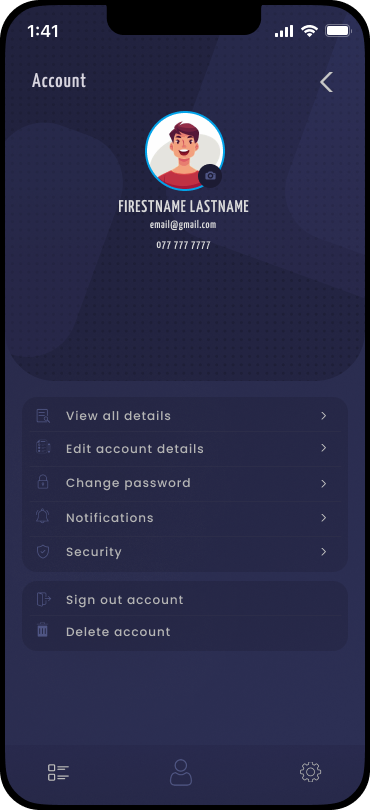 1:41
Account
FIRESTNAME LASTNAME
email@gmail.com
077 777 7777
View all details
Edit account details
Change password
Notifications
Security
Sign out account
Delete account